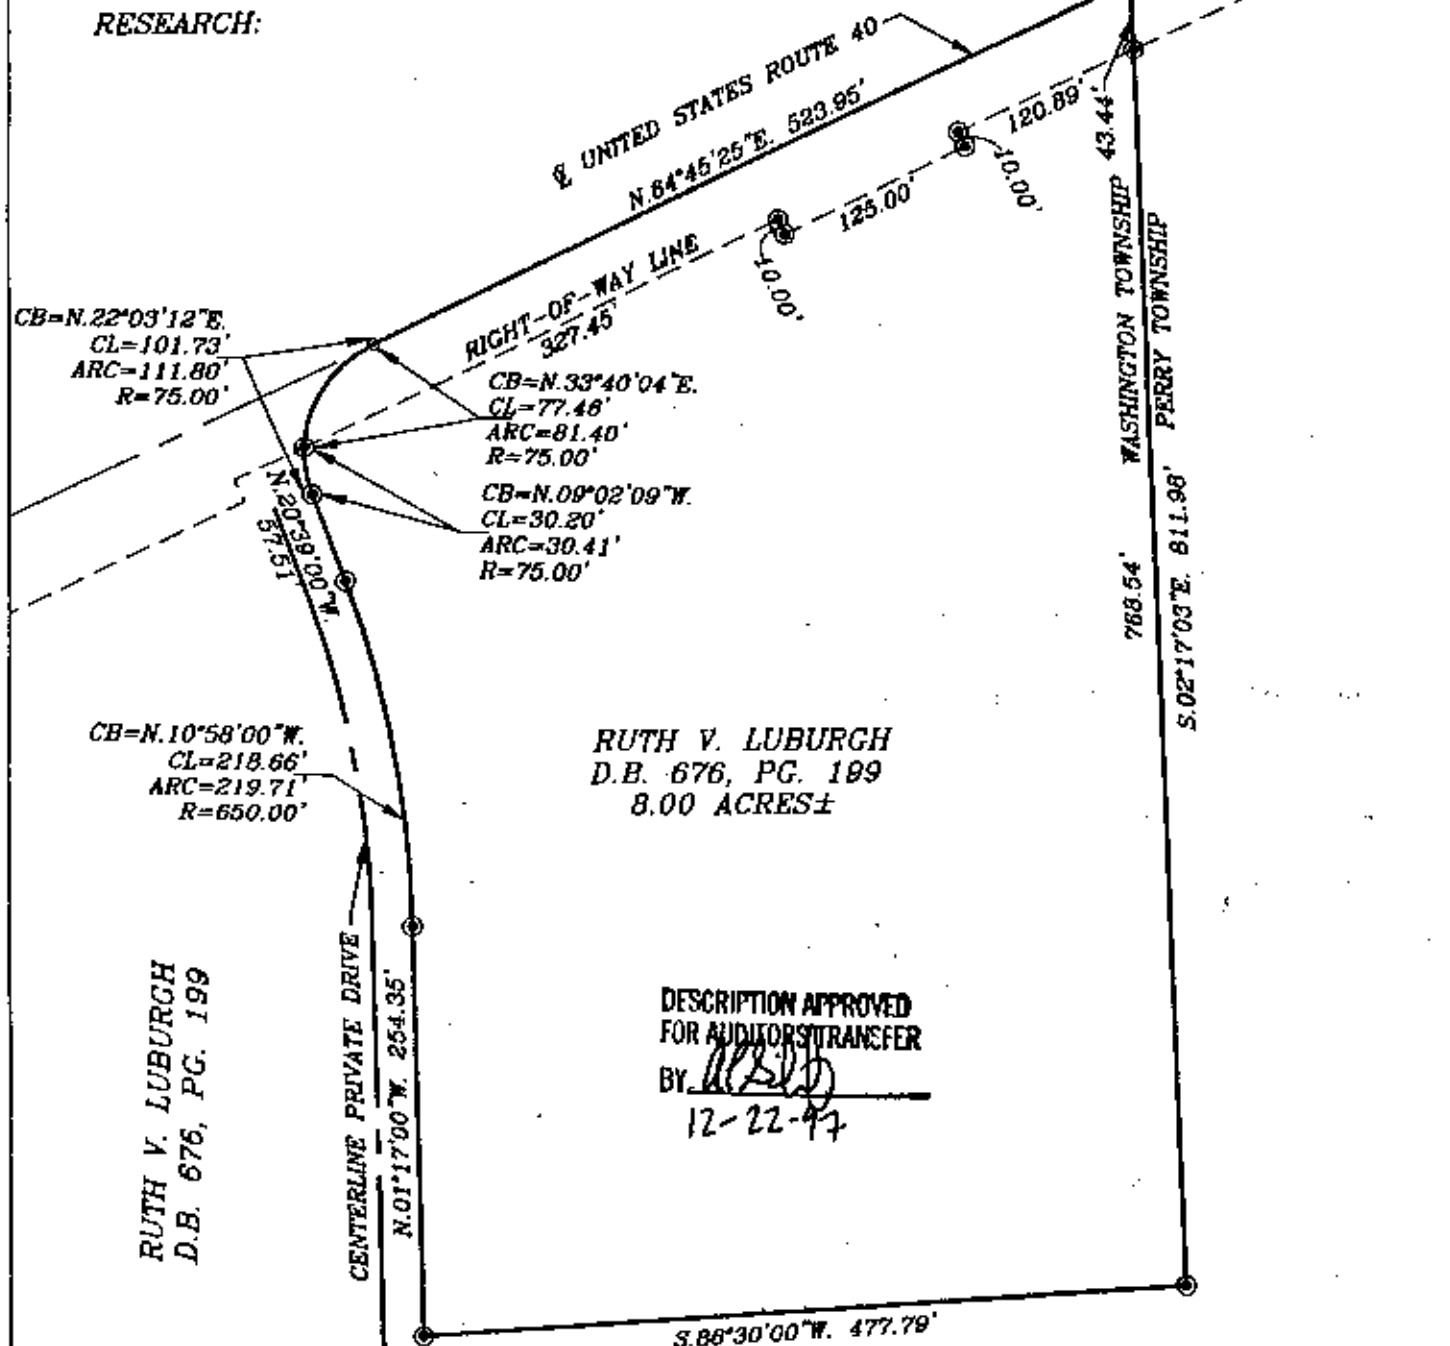 RESEARCH:
℄ UNITED STATES ROUTE 40
N.64°45'25"E. 523.95'
120.89'
43.44'
10.00'
125.00'
10.00'
RIGHT-OF-WAY LINE
327.45'
WASHINGTON TOWNSHIP
PERRY TOWNSHIP
CB=N.22°03'12"E.
CL=101.73'
ARC=111.80'
R=75.00'
CB=N.33°40'04"E.
CL=77.48'
ARC=81.40'
R=75.00'
CB=N.09°02'09"W.
CL=30.20'
ARC=30.41'
R=75.00'
N.20°39'00"W.
57.51'
768.54'
S.02°17'03"E. 811.98'
CB=N.10°58'00"W.
CL=218.66'
ARC=219.71'
R=650.00'
RUTH V. LUBURGH
D.B. 676, PG. 199
8.00 ACRES±
RUTH V. LUBURGH
D.B. 676, PG. 199
CENTERLINE PRIVATE DRIVE
N.01°17'00"W. 254.35'
DESCRIPTION APPROVED
FOR AUDITORS TRANSFER
BY
12-22-97
S.86°30'00"W. 477.79'